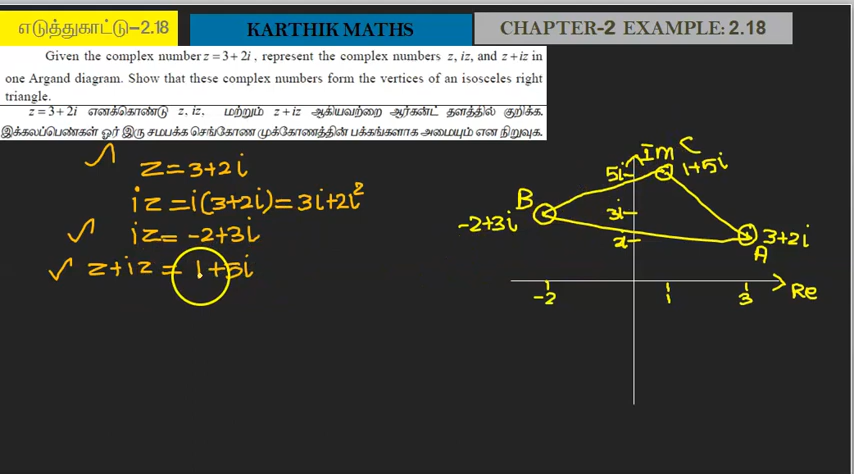 எடுத்துகாட்டு–2.18
KARTHIK MATHS
CHAPTER-2 EXAMPLE: 2.18
Given the complex number z = 3 + 2i , represent the complex numbers z, iz, and z + iz in
one Argand diagram. Show that these complex numbers form the vertices of an isosceles right
triangle.
z = 3 + 2i எனக்கொண்டு z, iz, மற்றும் z + iz ஆகியவற்றை ஆர்கன்ட் தளத்தில் குறிக்க.
இக்கலப்பெண்கள் ஓர் இரு சமபக்க செங்கோண முக்கோணத்தின் பக்கங்களாக அமையும் என நிறுவுக.
z = 3+2i
iz = i(3+2i) = 3i+2i²
iz = -2+3i
z+iz = 1+5i
Im C
5i 1+5i
B
-2+3i
3i
3+2i
A
-2 1 3 Re